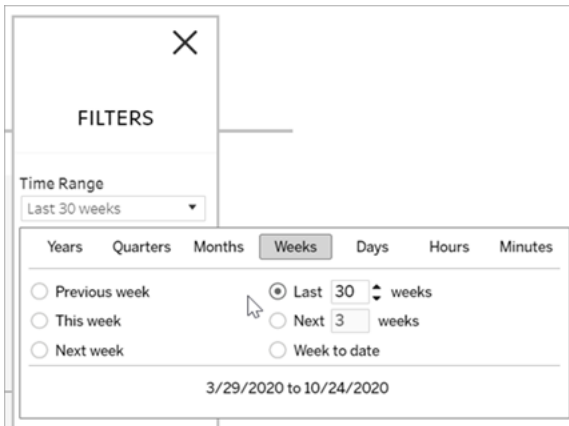 FILTERS
Time Range
Last 30 weeks
Years Quarters Months Weeks Days Hours Minutes
Previous week Last 30 weeks
This week Next 3 weeks
Next week Week to date
3/29/2020 to 10/24/2020